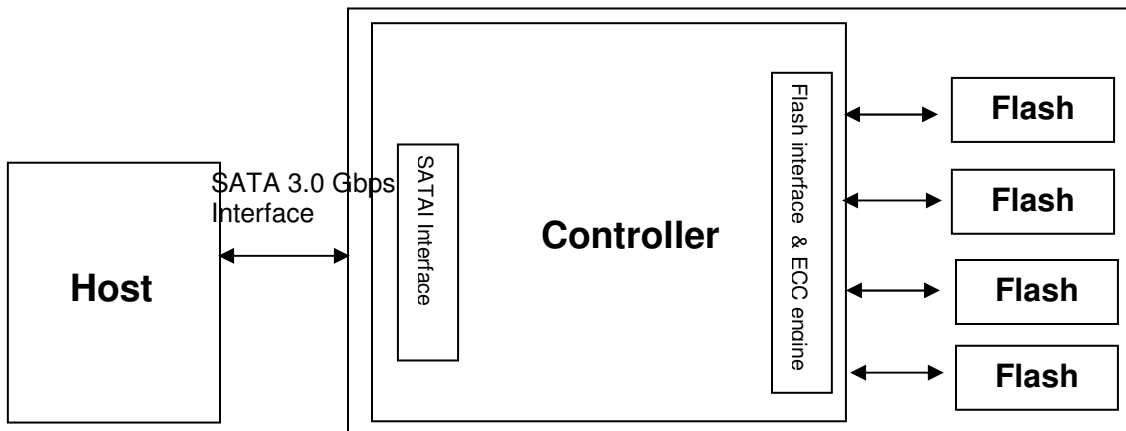 Host
SATA 3.0 Gbps
Interface
SATAI Interface
Controller
Flash interface & ECC engine
Flash
Flash
Flash
Flash